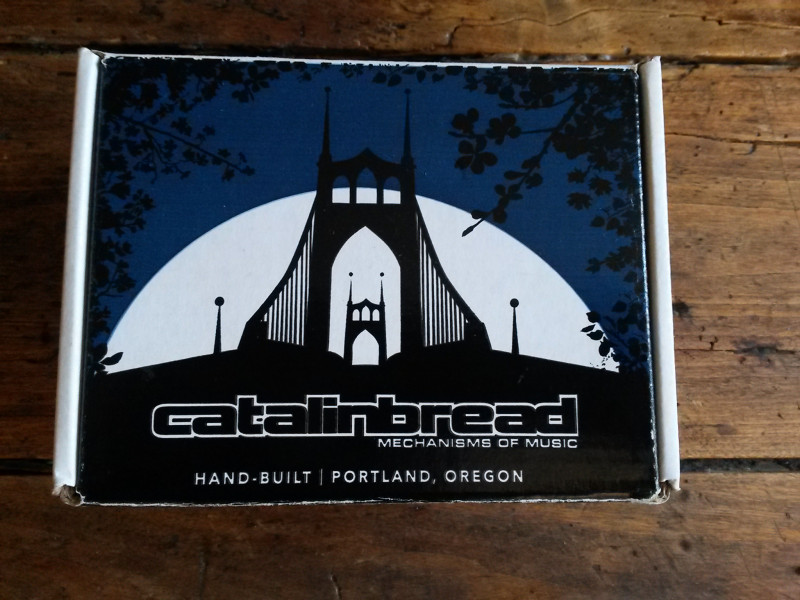 catalinbread
MECHANISMS OF MUSIC
HAND-BUILT | PORTLAND, OREGON